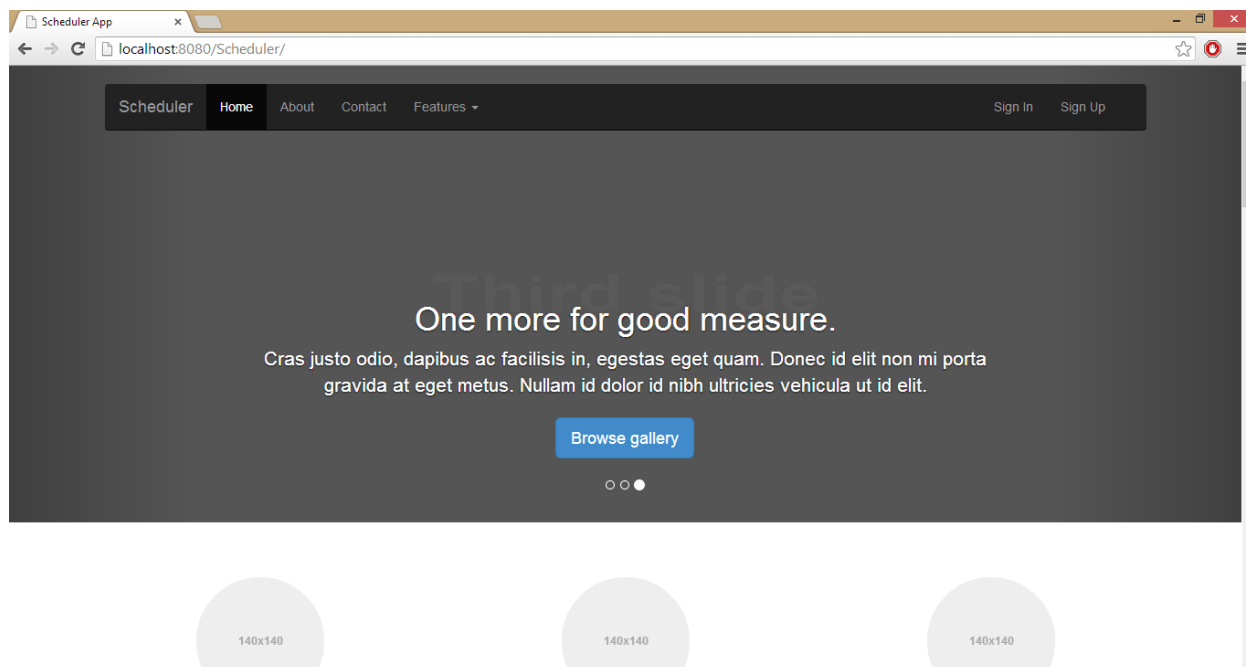 Scheduler App
localhost:8080/Scheduler/
Scheduler Home About Contact Features Sign In Sign Up
Third slide
One more for good measure.
Cras justo odio, dapibus ac facilisis in, egestas eget quam. Donec id elit non mi porta
gravida at eget metus. Nullam id dolor id nibh ultricies vehicula ut id elit.
Browse gallery
140x140 140x140 140x140